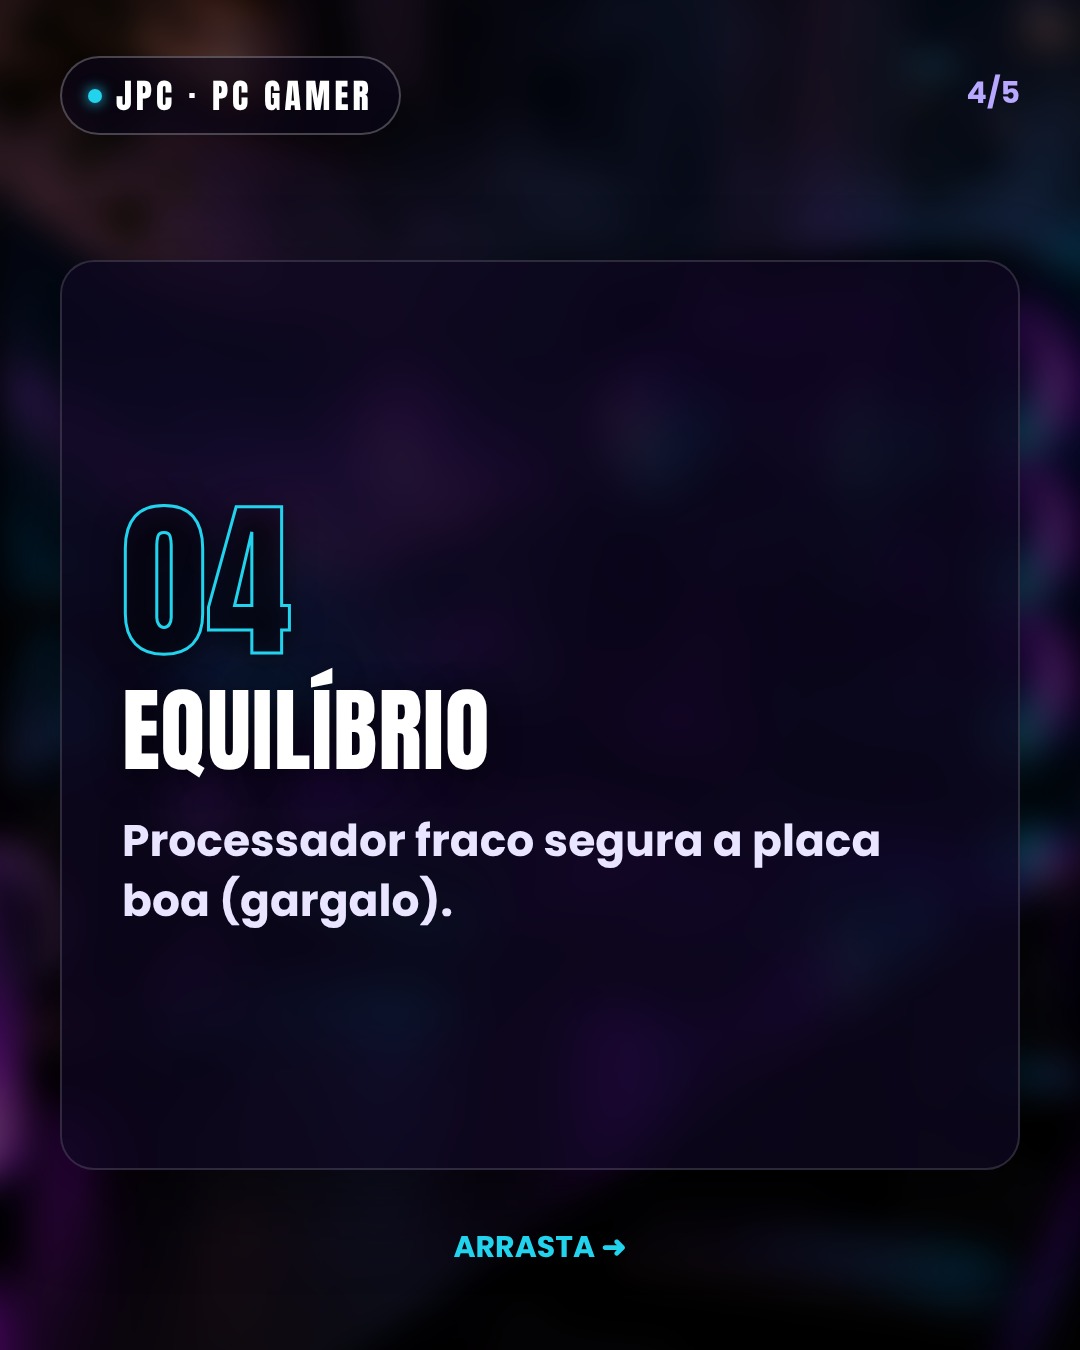 JPC · PC GAMER
4/5
04
EQUILÍBRIO
Processador fraco segura a placa
boa (gargalo).
ARRASTA ➜